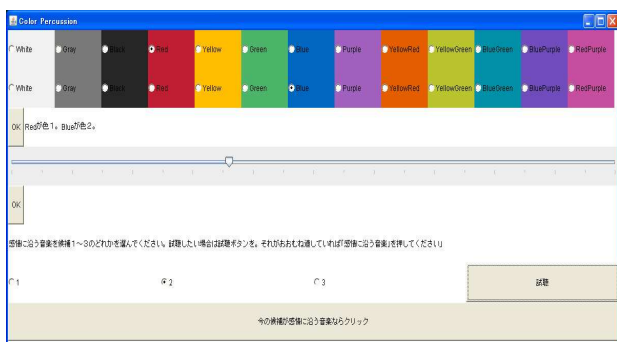 Color Percussion
White Gray Black Red Yellow Green Blue Purple YellowRed YellowGreen BlueGreen BluePurple RedPurple
White Gray Black Red Yellow Green Blue Purple YellowRed YellowGreen BlueGreen BluePurple RedPurple
OK Redが色1。Blueが色2。
OK
感情に沿う音楽を候補1～3のどれかを選んでください。試聴したい場合は試聴ボタンを。それがおおむね適していれば「感情に沿う音楽」を押してください」
1 2 3 試聴
今の候補が感情に沿う音楽ならクリック